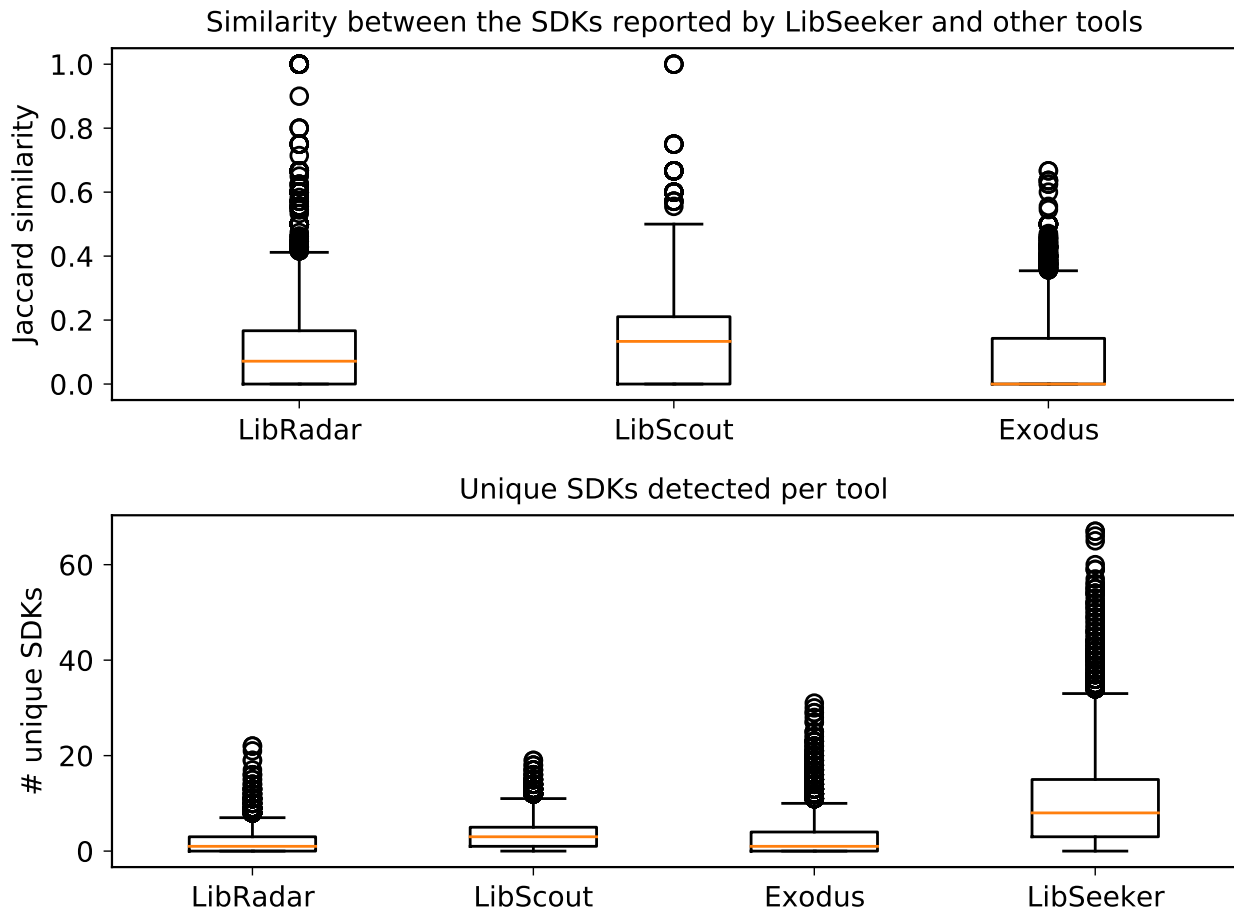 Similarity between the SDKs reported by LibSeeker and other tools
Jaccard similarity
1.0
0.8
0.6
0.4
0.2
0.0
LibRadar LibScout Exodus
Unique SDKs detected per tool
# unique SDKs
60
40
20
0
LibRadar LibScout Exodus LibSeeker